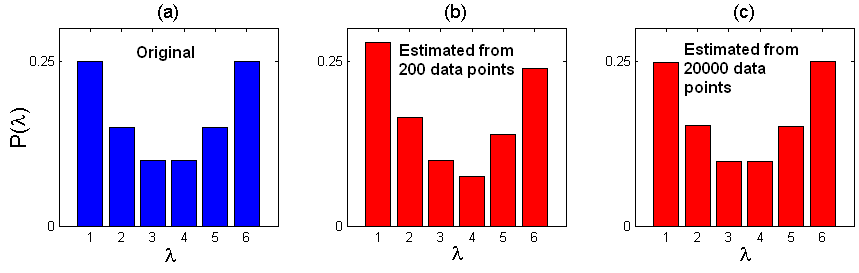 (a)
Original
0.25
0
P(λ)
1 2 3 4 5 6
λ
(b)
Estimated from
200 data points
0.25
0
1 2 3 4 5 6
λ
(c)
Estimated from
20000 data
points
0.25
0
1 2 3 4 5 6
λ